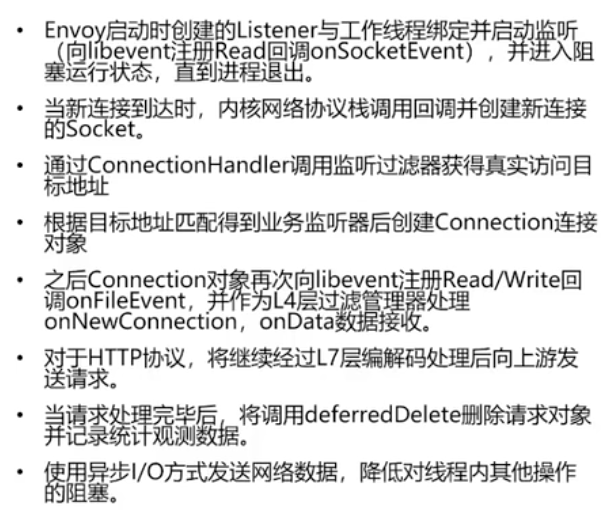 • Envoy启动时创建的Listener与工作线程绑定并启动监听
（向libevent注册Read回调onSocketEvent），并进入阻
塞运行状态，直到进程退出。
• 当新连接到达时，内核网络协议栈调用回调并创建新连接
的Socket。
• 通过ConnectionHandler调用监听过滤器获得真实访问目
标地址
• 根据目标地址匹配得到业务监听器后创建Connection连接
对象
• 之后Connection对象再次向libevent注册Read/Write回
调onFileEvent，并作为L4层过滤管理器处理
onNewConnection，onData数据接收。
• 对于HTTP协议，将继续经过L7层编解码处理后向上游发
送请求。
• 当请求处理完毕后，将调用deferredDelete删除请求对象
并记录统计观测数据。
• 使用异步I/O方式发送网络数据，降低对线程内其他操作
的阻塞。